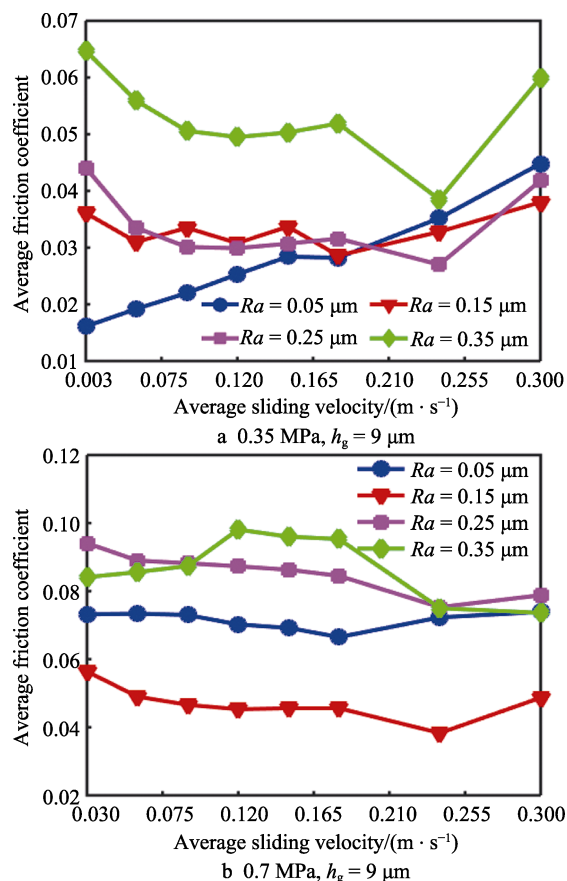 0.07
0.06
0.05
0.04
0.03
0.02
0.01
Average friction coefficient
Ra = 0.05 μm
Ra = 0.15 μm
Ra = 0.25 μm
Ra = 0.35 μm
0.003 0.075 0.120 0.165 0.210 0.255 0.300
Average sliding velocity/(m · s⁻¹)
a 0.35 MPa, hg = 9 μm
0.12
0.10
0.08
0.06
0.04
0.02
Average friction coefficient
Ra = 0.05 μm
Ra = 0.15 μm
Ra = 0.25 μm
Ra = 0.35 μm
0.030 0.075 0.120 0.165 0.210 0.255 0.300
Average sliding velocity/(m · s⁻¹)
b 0.7 MPa, hg = 9 μm